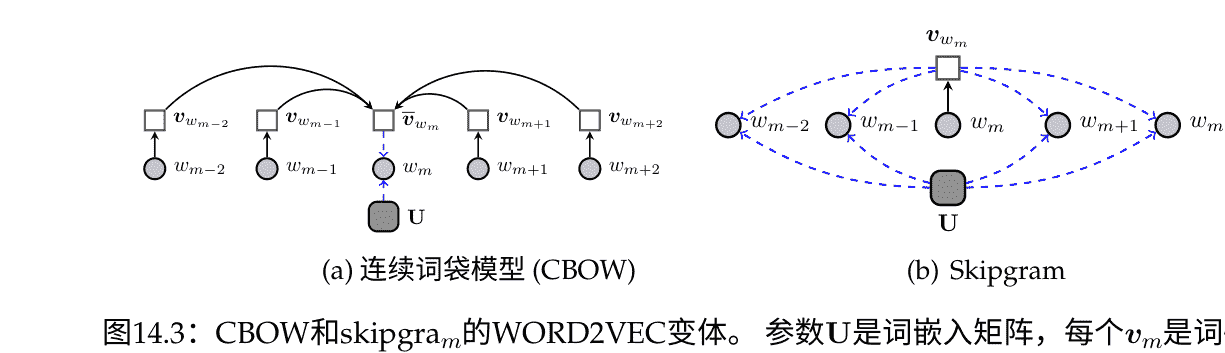 v_{w_m}
v_{w_{m−2}} v_{w_{m−1}} v̅_{w_m} v_{w_{m+1}} v_{w_{m+2}}
w_{m−2} w_{m−1} w_m w_{m+1} w_m
w_{m−2} w_{m−1} w_m w_{m+1} w_{m+2}
U
U
(a) 连续词袋模型 (CBOW)
(b) Skipgram
图14.3：CBOW和skipgra_m的WORD2VEC变体。 参数U是词嵌入矩阵，每个v_m是词